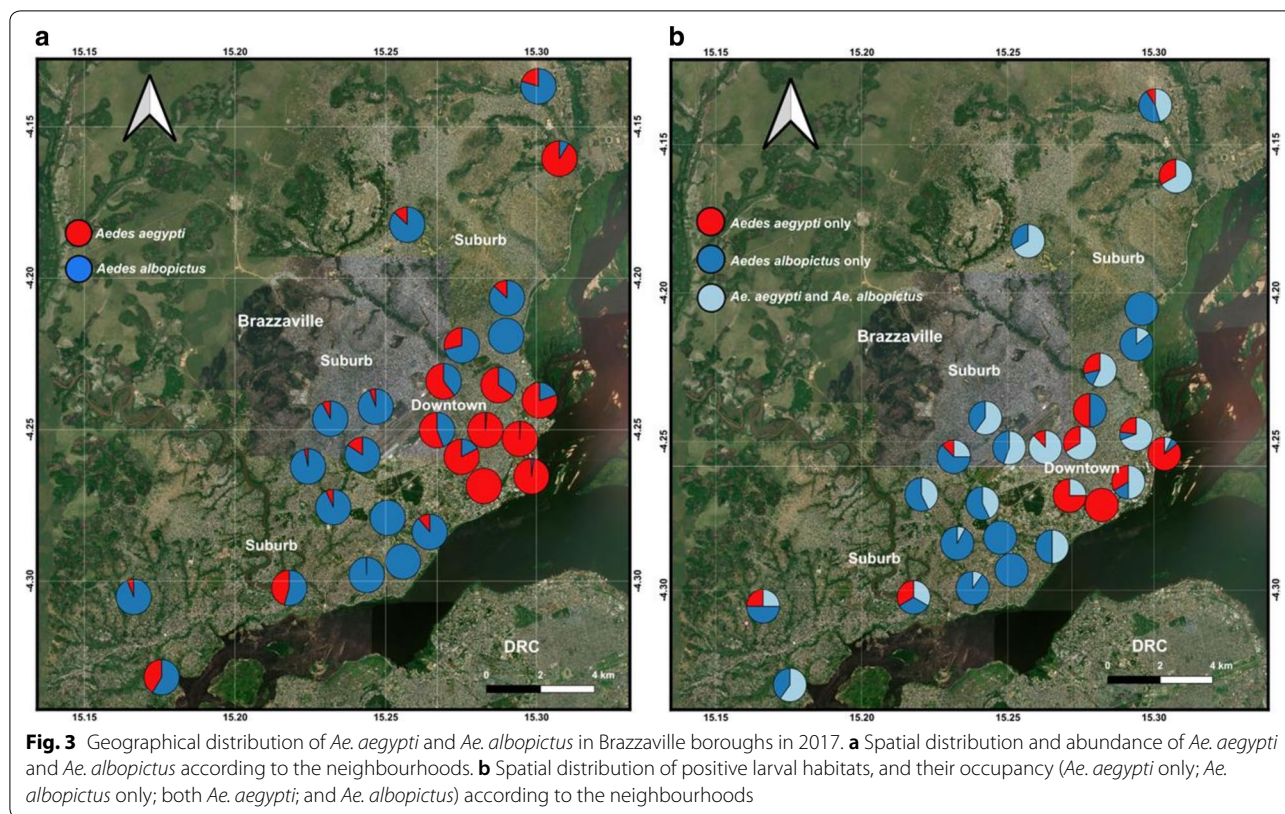 a
15.15 15.20 15.25 15.30
-4.15
-4.20
-4.25
-4.30
-4.15
-4.20
-4.25
-4.30
Aedes aegypti
Aedes albopictus
Suburb
Brazzaville
Suburb
Downtown
Suburb
DRC
0 2 4 km
15.15 15.20 15.25 15.30
b
15.15 15.20 15.25 15.30
-4.15
-4.20
-4.25
-4.30
-4.15
-4.20
-4.25
-4.30
Aedes aegypti only
Aedes albopictus only
Ae. aegypti and Ae. albopictus
Suburb
Brazzaville
Suburb
Downtown
Suburb
DRC
0 2 4 km
15.15 15.20 15.25 15.30
Fig. 3 Geographical distribution of Ae. aegypti and Ae. albopictus in Brazzaville boroughs in 2017. a Spatial distribution and abundance of Ae. aegypti
and Ae. albopictus according to the neighbourhoods. b Spatial distribution of positive larval habitats, and their occupancy (Ae. aegypti only; Ae.
albopictus only; both Ae. aegypti; and Ae. albopictus) according to the neighbourhoods